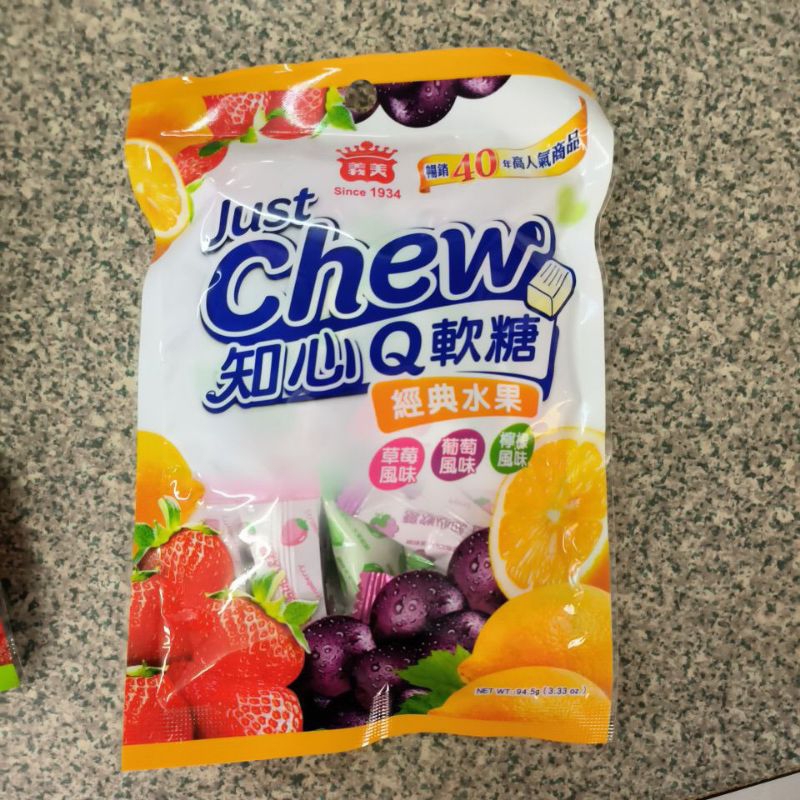 義美
Since 1934
暢銷40年高人氣商品
Just
Chew
知心Q軟糖
經典水果
草莓
風味
葡萄
風味
檸檬
風味
NET WT.: 94.5g (3.33 oz.)